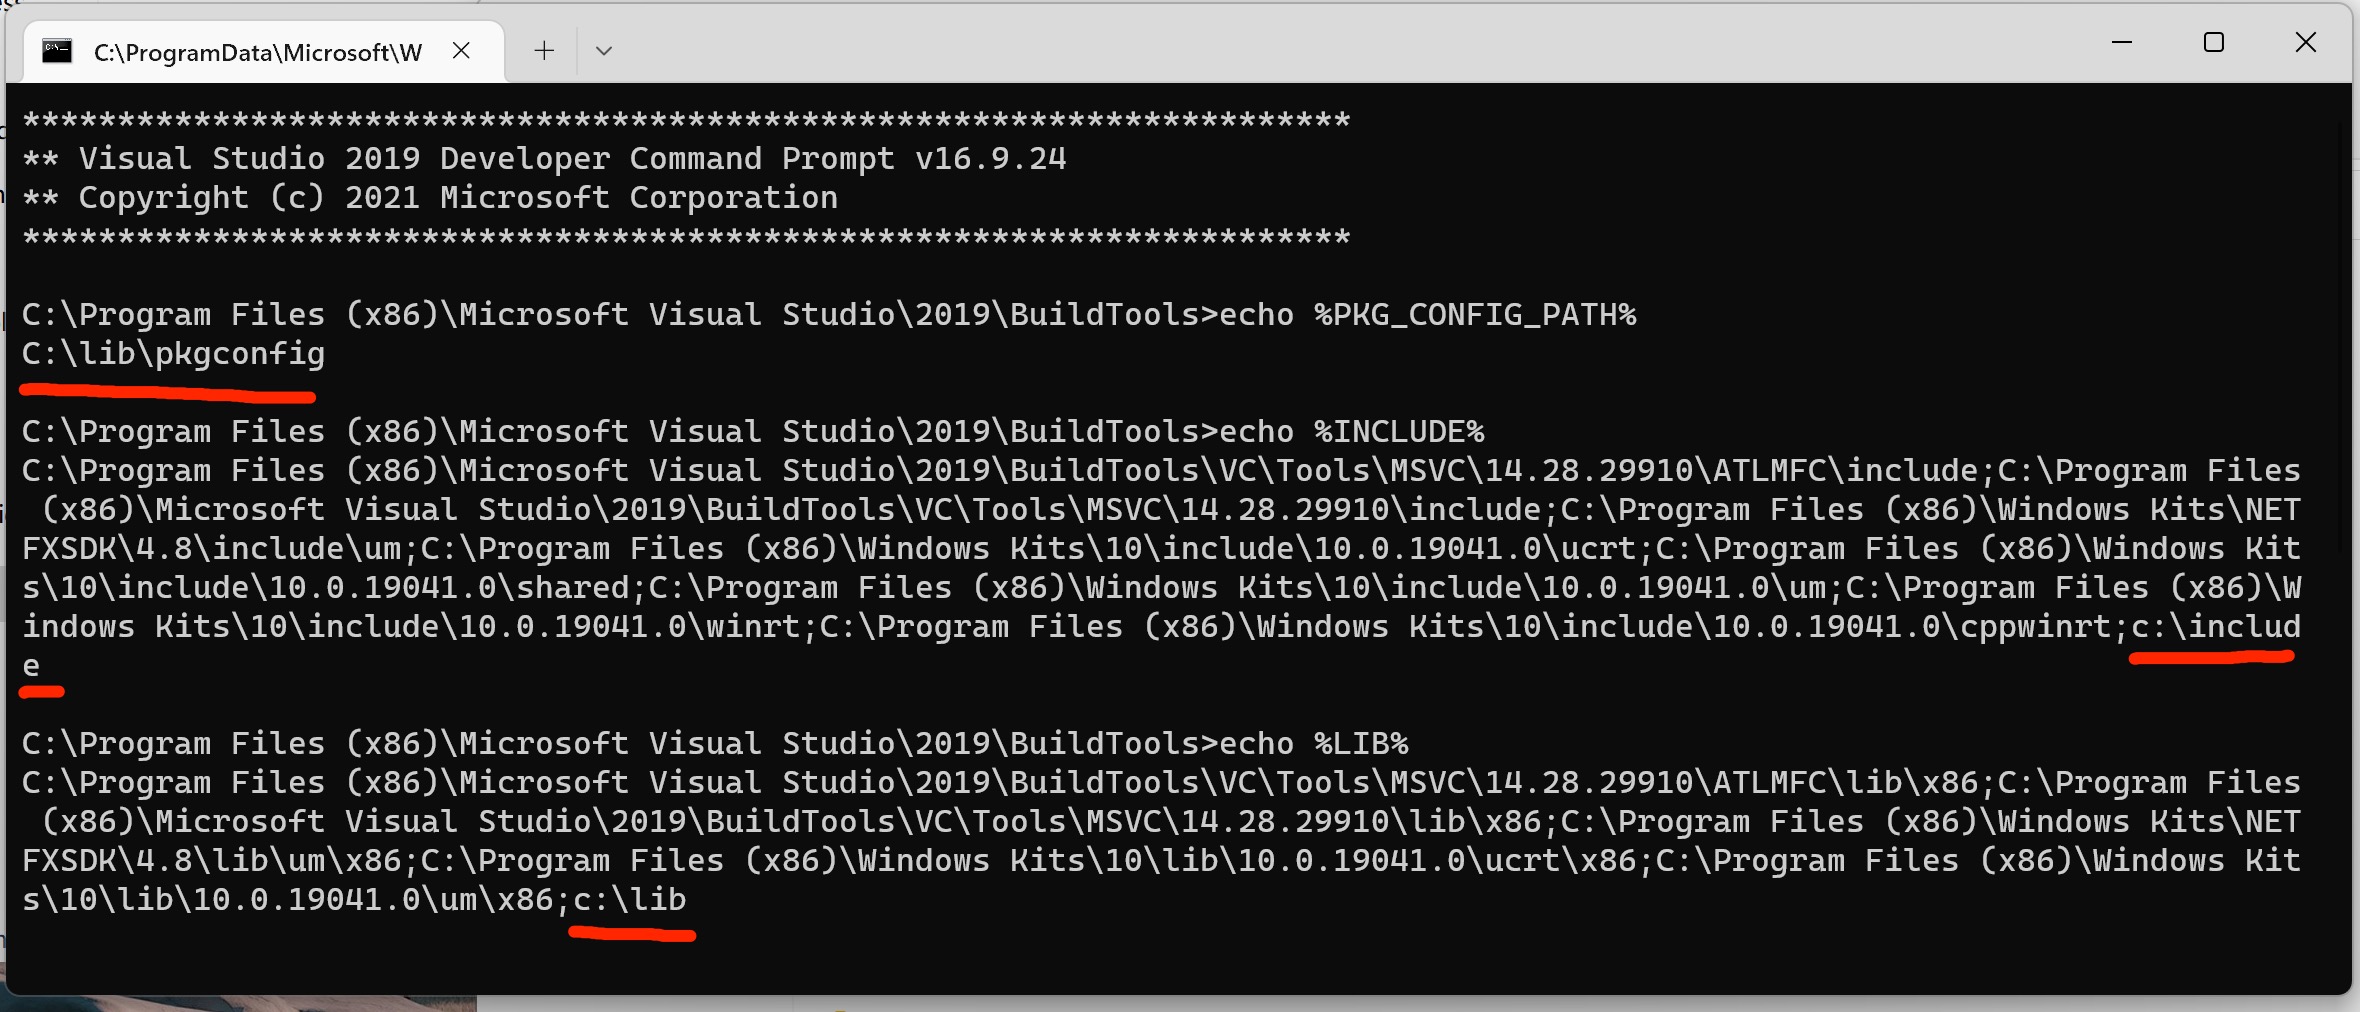 C:\ProgramData\Microsoft\W
**********************************************************************
** Visual Studio 2019 Developer Command Prompt v16.9.24
** Copyright (c) 2021 Microsoft Corporation
**********************************************************************
C:\Program Files (x86)\Microsoft Visual Studio\2019\BuildTools>echo %PKG_CONFIG_PATH%
C:\lib\pkgconfig
C:\Program Files (x86)\Microsoft Visual Studio\2019\BuildTools>echo %INCLUDE%
C:\Program Files (x86)\Microsoft Visual Studio\2019\BuildTools\VC\Tools\MSVC\14.28.29910\ATLMFC\include;C:\Program Files
 (x86)\Microsoft Visual Studio\2019\BuildTools\VC\Tools\MSVC\14.28.29910\include;C:\Program Files (x86)\Windows Kits\NET
FXSDK\4.8\include\um;C:\Program Files (x86)\Windows Kits\10\include\10.0.19041.0\ucrt;C:\Program Files (x86)\Windows Kit
s\10\include\10.0.19041.0\shared;C:\Program Files (x86)\Windows Kits\10\include\10.0.19041.0\um;C:\Program Files (x86)\W
indows Kits\10\include\10.0.19041.0\winrt;C:\Program Files (x86)\Windows Kits\10\include\10.0.19041.0\cppwinrt;c:\includ
e
C:\Program Files (x86)\Microsoft Visual Studio\2019\BuildTools>echo %LIB%
C:\Program Files (x86)\Microsoft Visual Studio\2019\BuildTools\VC\Tools\MSVC\14.28.29910\ATLMFC\lib\x86;C:\Program Files
 (x86)\Microsoft Visual Studio\2019\BuildTools\VC\Tools\MSVC\14.28.29910\lib\x86;C:\Program Files (x86)\Windows Kits\NET
FXSDK\4.8\lib\um\x86;C:\Program Files (x86)\Windows Kits\10\lib\10.0.19041.0\ucrt\x86;C:\Program Files (x86)\Windows Kit
s\10\lib\10.0.19041.0\um\x86;c:\lib